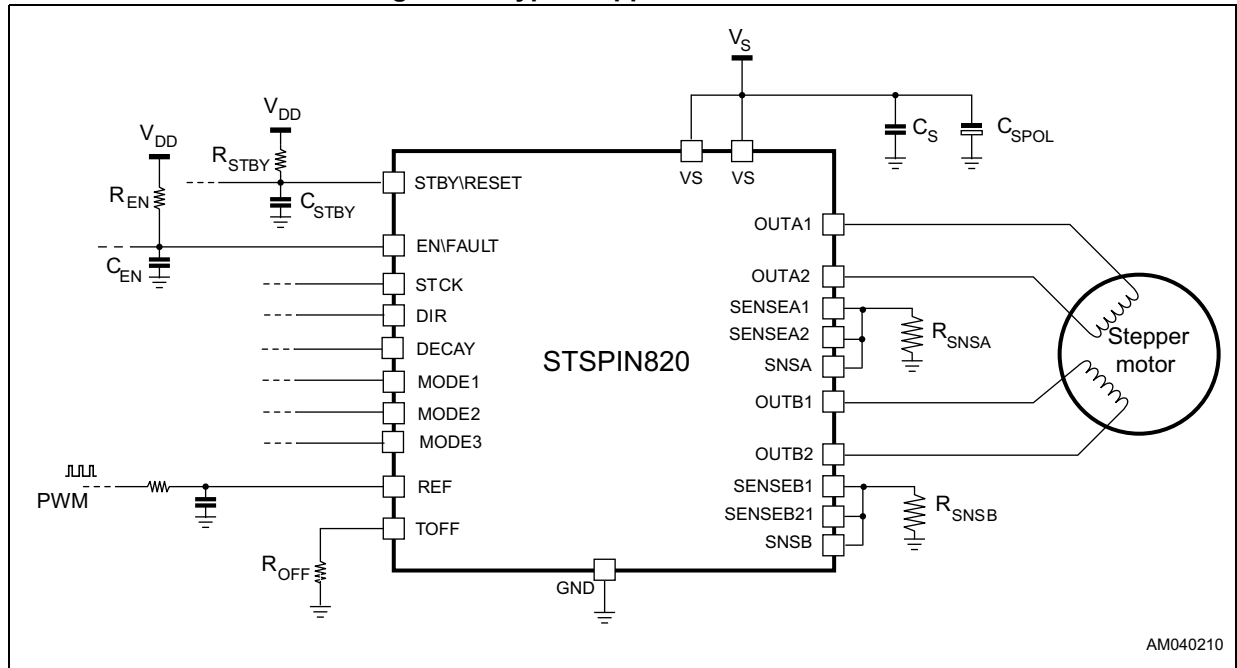 V_S
V_DD
V_DD
R_STBY
C_S
C_SPOL
VS
VS
STBY\RESET
R_EN
C_STBY
OUTA1
EN\FAULT
C_EN
OUTA2
STCK
SENSEA1
DIR
SENSEA2
R_SNSA
Stepper
motor
DECAY
STSPIN820
SNSA
MODE1
OUTB1
MODE2
MODE3
OUTB2
PWM
REF
SENSEB1
SENSEB21
R_SNSB
TOFF
SNSB
R_OFF
GND
AM040210